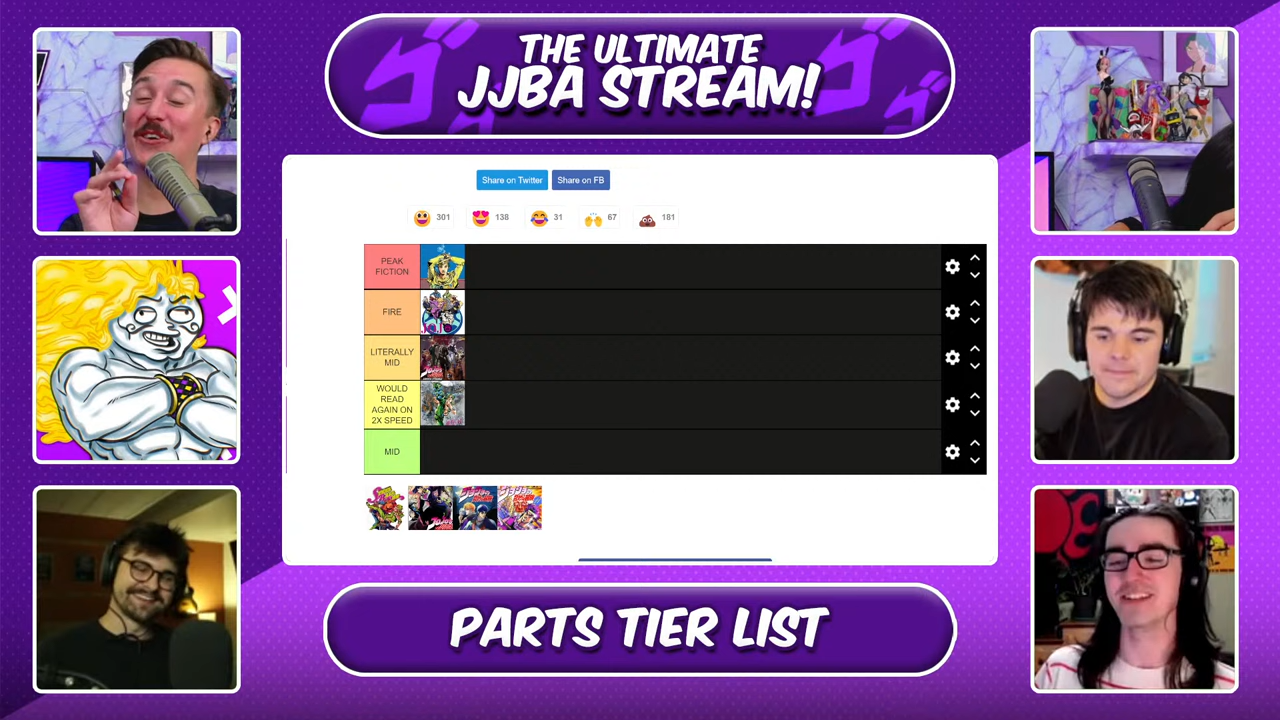 THE ULTIMATE
JJBA STREAM!
Share on Twitter
Share on FB
301
138
31
67
181
PEAK
FICTION
FIRE
LITERALLY
MID
WOULD
READ
AGAIN ON
2X SPEED
MID
PARTS TIER LIST